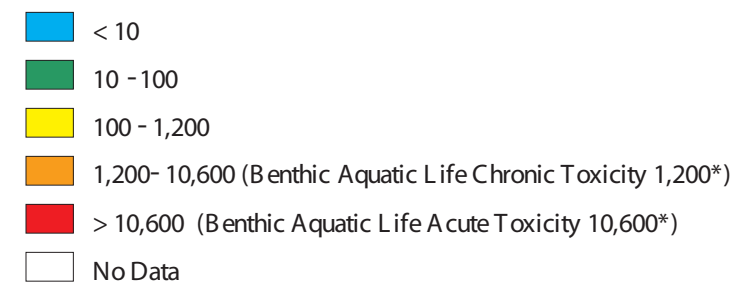 < 10
10 - 100
100 - 1,200
1,200- 10,600 (Benthic Aquatic Life Chronic Toxicity 1,200*)
> 10,600 (Benthic Aquatic Life Acute Toxicity 10,600*)
No Data